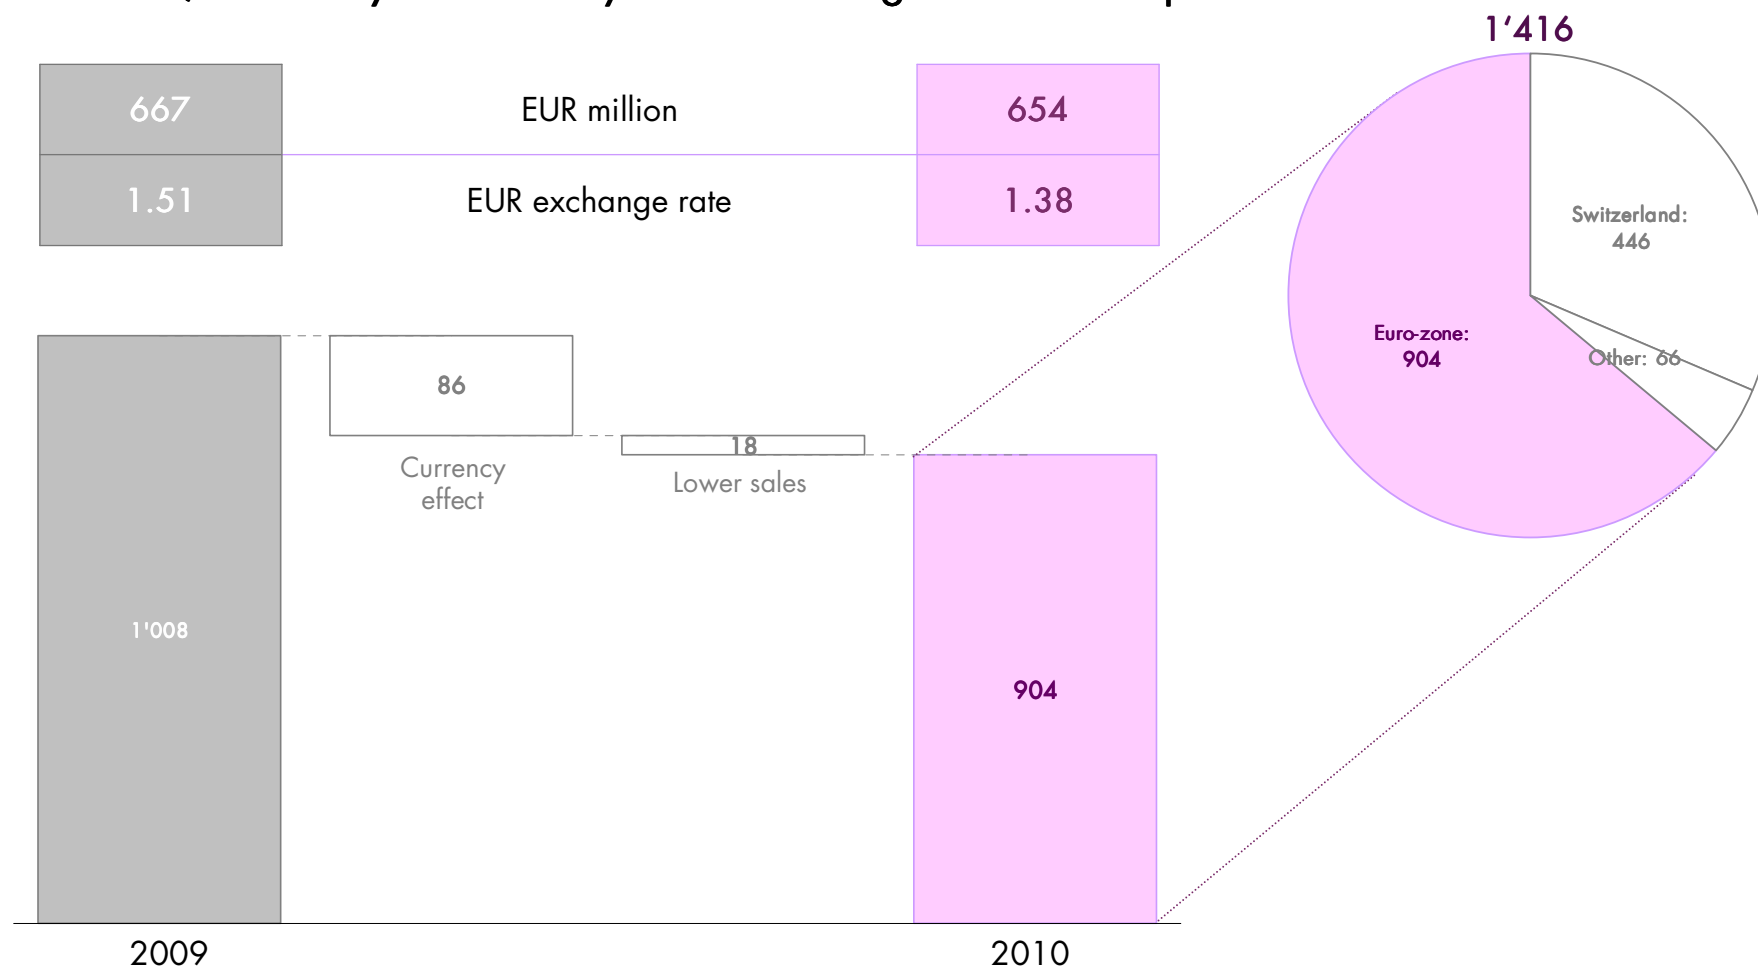 1’416
667
EUR million
654
1.51
EUR exchange rate
1.38
Switzerland:
446
Euro-zone:
904
Other: 66
86
18
Currency
effect
Lower sales
1'008
904
2009
2010